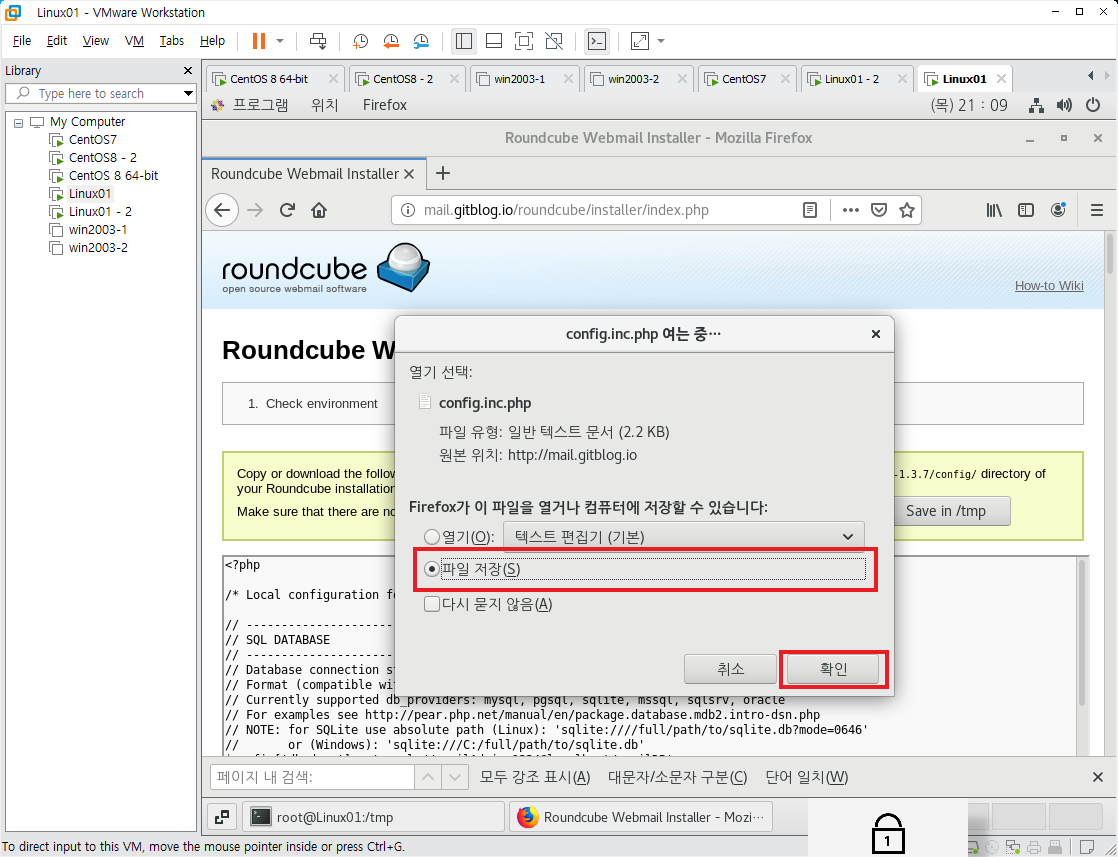 Linux01 - VMware Workstation
File Edit View VM Tabs Help
Library
Type here to search
My Computer
CentOS7
CentOS8 - 2
CentOS 8 64-bit
Linux01
Linux01 - 2
win2003-1
win2003-2
CentOS 8 64-bit CentOS8 - 2 win2003-1 win2003-2 CentOS7 Linux01 - 2 Linux01
프로그램 위치 Firefox (목) 21 : 09
Roundcube Webmail Installer - Mozilla Firefox
Roundcube Webmail Installer
mail.gitblog.io/roundcube/installer/index.php
roundcube
open source webmail software
How-to Wiki
Roundcube W
1. Check environment
Copy or download the follo
-1.3.7/config/ directory of
your Roundcube installation
Make sure that there are no
Save in /tmp
config.inc.php 여는 중…
열기 선택:
config.inc.php
파일 유형: 일반 텍스트 문서 (2.2 KB)
원본 위치: http://mail.gitblog.io
Firefox가 이 파일을 열거나 컴퓨터에 저장할 수 있습니다:
열기(O): 텍스트 편집기 (기본)
파일 저장(S)
다시 묻지 않음(A)
취소 확인
<?php
/* Local configuration fo
// ----------------------
// SQL DATABASE
// ----------------------
// Database connection s
// Format (compatible wi
// Currently supported db_providers: mysql, pgsql, sqlite, mssql, sqlsrv, oracle
// For examples see http://pear.php.net/manual/en/package.database.mdb2.intro-dsn.php
// NOTE: for SQLite use absolute path (Linux): 'sqlite:////full/path/to/sqlite.db?mode=0646'
// or (Windows): 'sqlite:///C:/full/path/to/sqlite.db'
페이지 내 검색: 모두 강조 표시(A) 대문자/소문자 구분(C) 단어 일치(W)
root@Linux01:/tmp Roundcube Webmail Installer - Mozi…
1
To direct input to this VM, move the mouse pointer inside or press Ctrl+G.